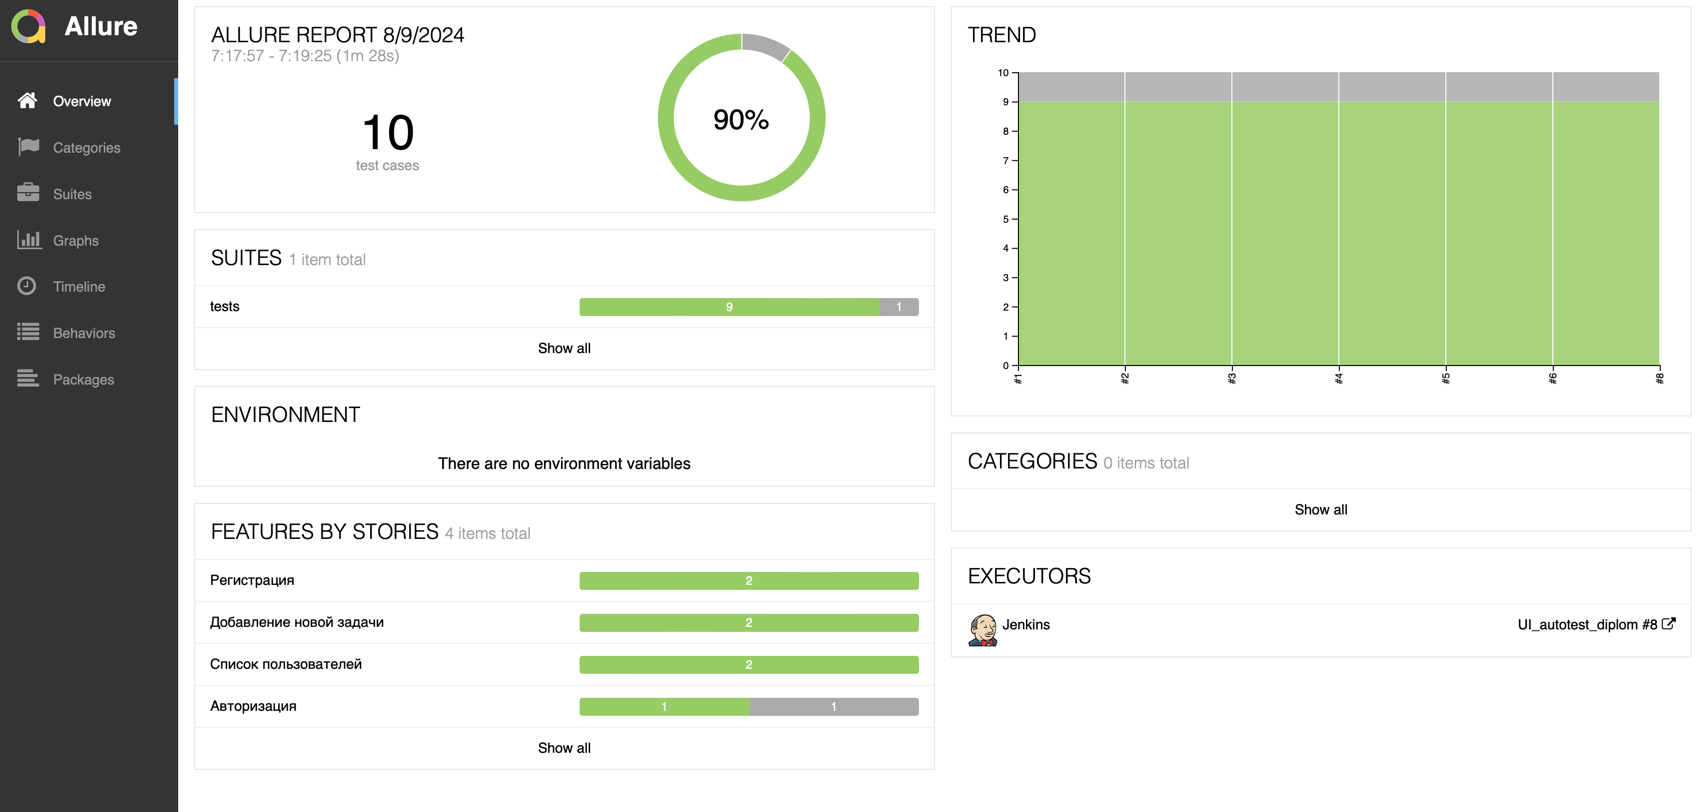 Allure
Overview
Categories
Suites
Graphs
Timeline
Behaviors
Packages
ALLURE REPORT 8/9/2024
7:17:57 - 7:19:25 (1m 28s)
10
test cases
90%
SUITES 1 item total
tests 9 1
Show all
ENVIRONMENT
There are no environment variables
FEATURES BY STORIES 4 items total
Регистрация 2
Добавление новой задачи 2
Список пользователей 2
Авторизация 1 1
Show all
TREND
10
9
8
7
6
5
4
3
2
1
0
#1 #2 #3 #4 #5 #6 #8
CATEGORIES 0 items total
Show all
EXECUTORS
Jenkins UI_autotest_diplom #8